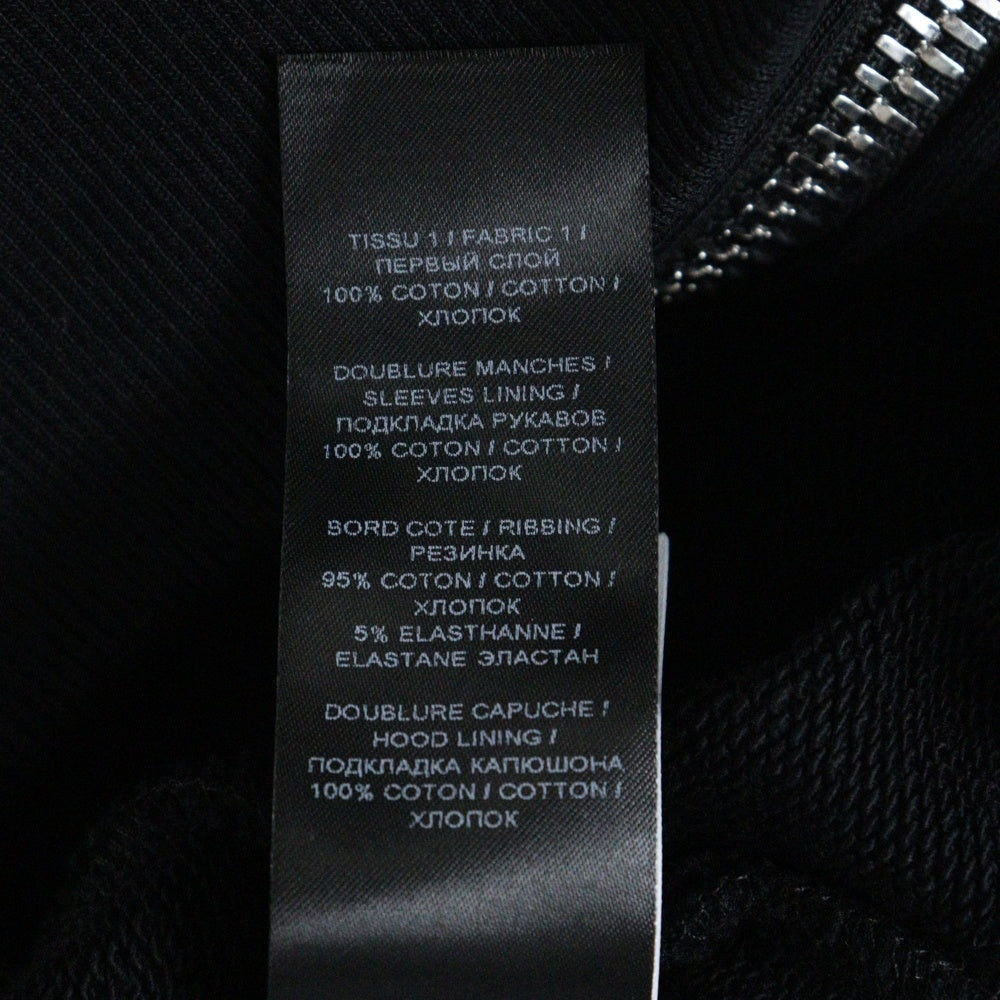 TISSU 1 / FABRIC 1 /
ПЕРВЫЙ СЛОЙ
100% COTON / COTTON /
ХЛОПОК
DOUBLURE MANCHES /
SLEEVES LINING /
ПОДКЛАДКА РУКАВОВ
100% COTON / COTTON /
ХЛОПОК
BORD COTE / RIBBING /
РЕЗИНКА
95% COTON / COTTON /
ХЛОПОК
5% ELASTHANNE /
ELASTANE ЭЛАСТАН
DOUBLURE CAPUCHE /
HOOD LINING /
ПОДКЛАДКА КАПЮШОНА
100% COTON / COTTON /
ХЛОПОК